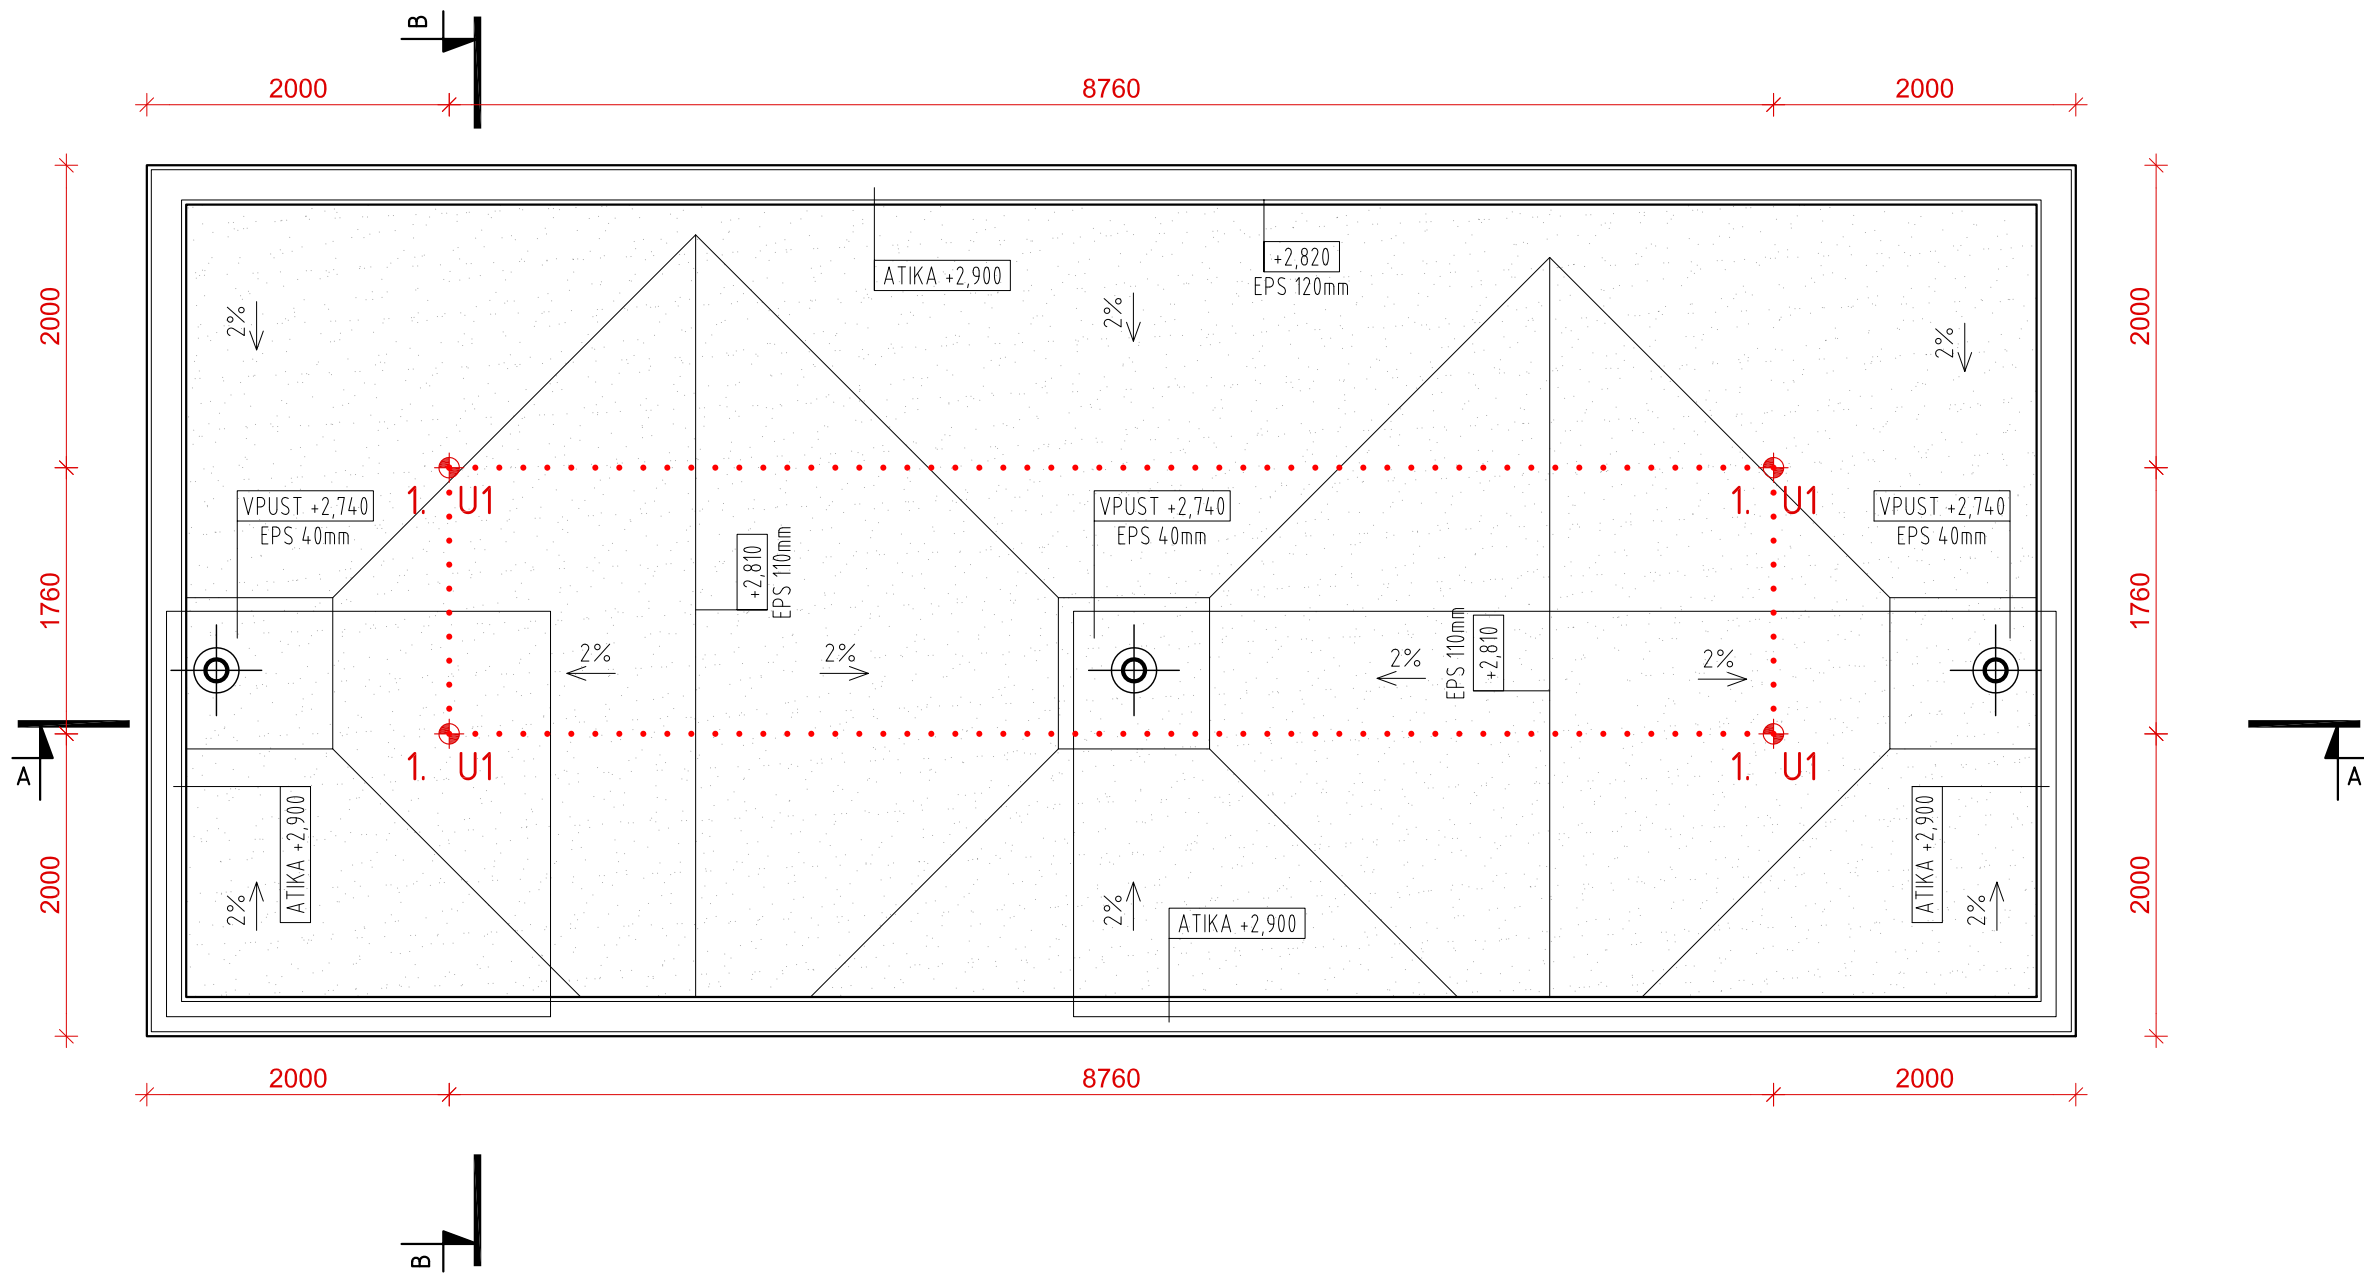 B
2000
8760
2000
ATIKA +2,900
+2,820
EPS 120mm
2%
2%
2%
2000
2000
1. U1
1. U1
VPUST +2,740
EPS 40mm
VPUST +2,740
EPS 40mm
VPUST +2,740
EPS 40mm
+2,810
EPS 110mm
1760
1760
EPS 110mm
+2,810
2%
2%
2%
2%
A
1. U1
1. U1
A
ATIKA +2,900
ATIKA +2,900
2000
2000
2%
2%
ATIKA +2,900
2%
2000
8760
2000
B